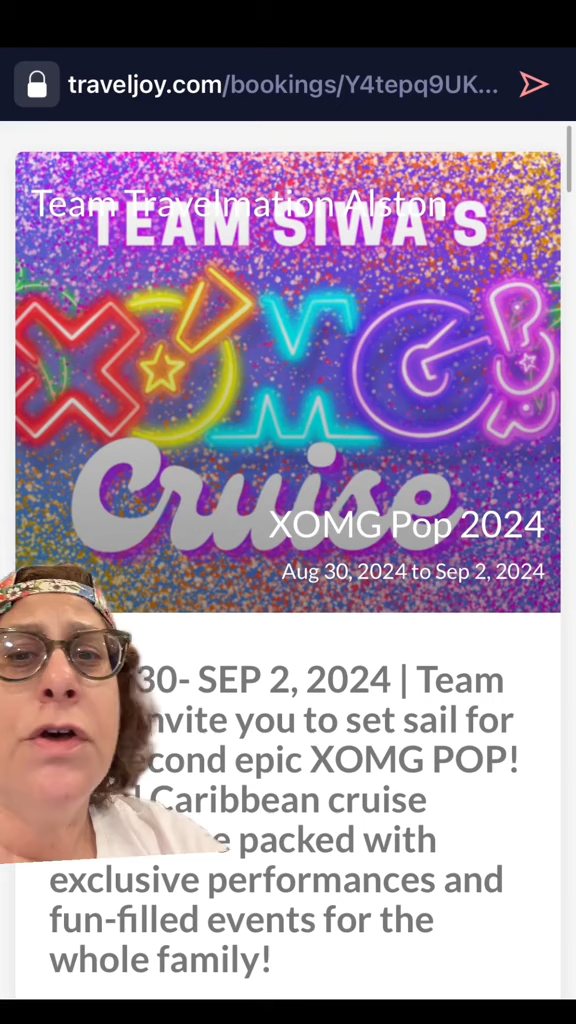 traveljoy.com/bookings/Y4tepq9UK...
Team Travelmation Alston
TEAM SIWA'S
XOMG!
Cruise
XOMG Pop 2024
Aug 30, 2024 to Sep 2, 2024
30- SEP 2, 2024 | Team
invite you to set sail for
epic XOMG POP!
Caribbean cruise
packed with
exclusive performances and
fun-filled events for the
whole family!